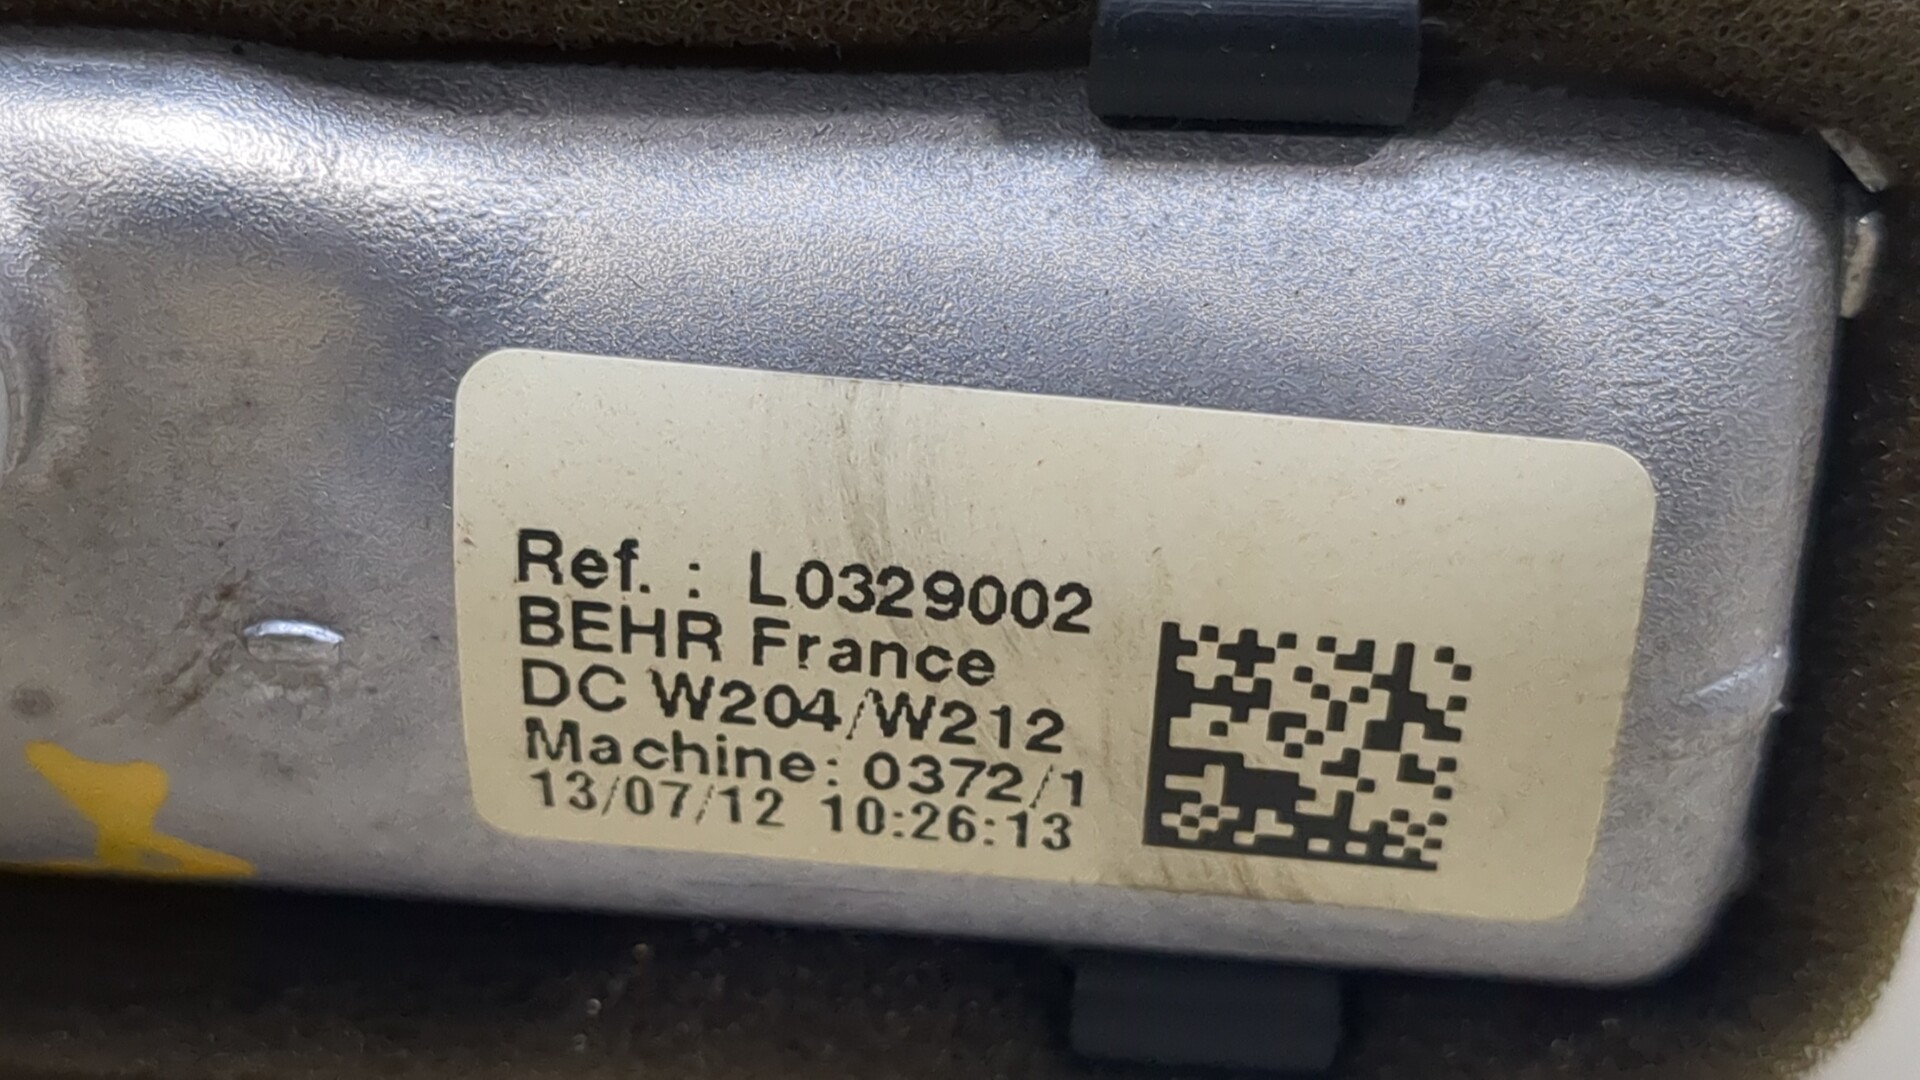 Ref. : L0329002
BEHR France
DC W204/W212
Machine: 0372/1
13/07/12 10:26:13